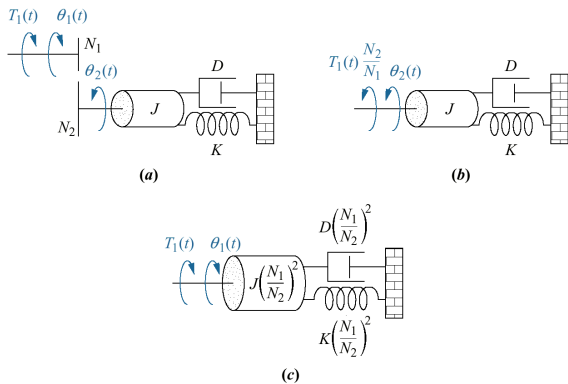 T₁(t) θ₁(t)
N₁
θ₂(t)
N₂
J
D
K
(a)
T₁(t) N₂/N₁ θ₂(t)
J
D
K
(b)
T₁(t) θ₁(t)
J(N₁/N₂)²
D(N₁/N₂)²
K(N₁/N₂)²
(c)